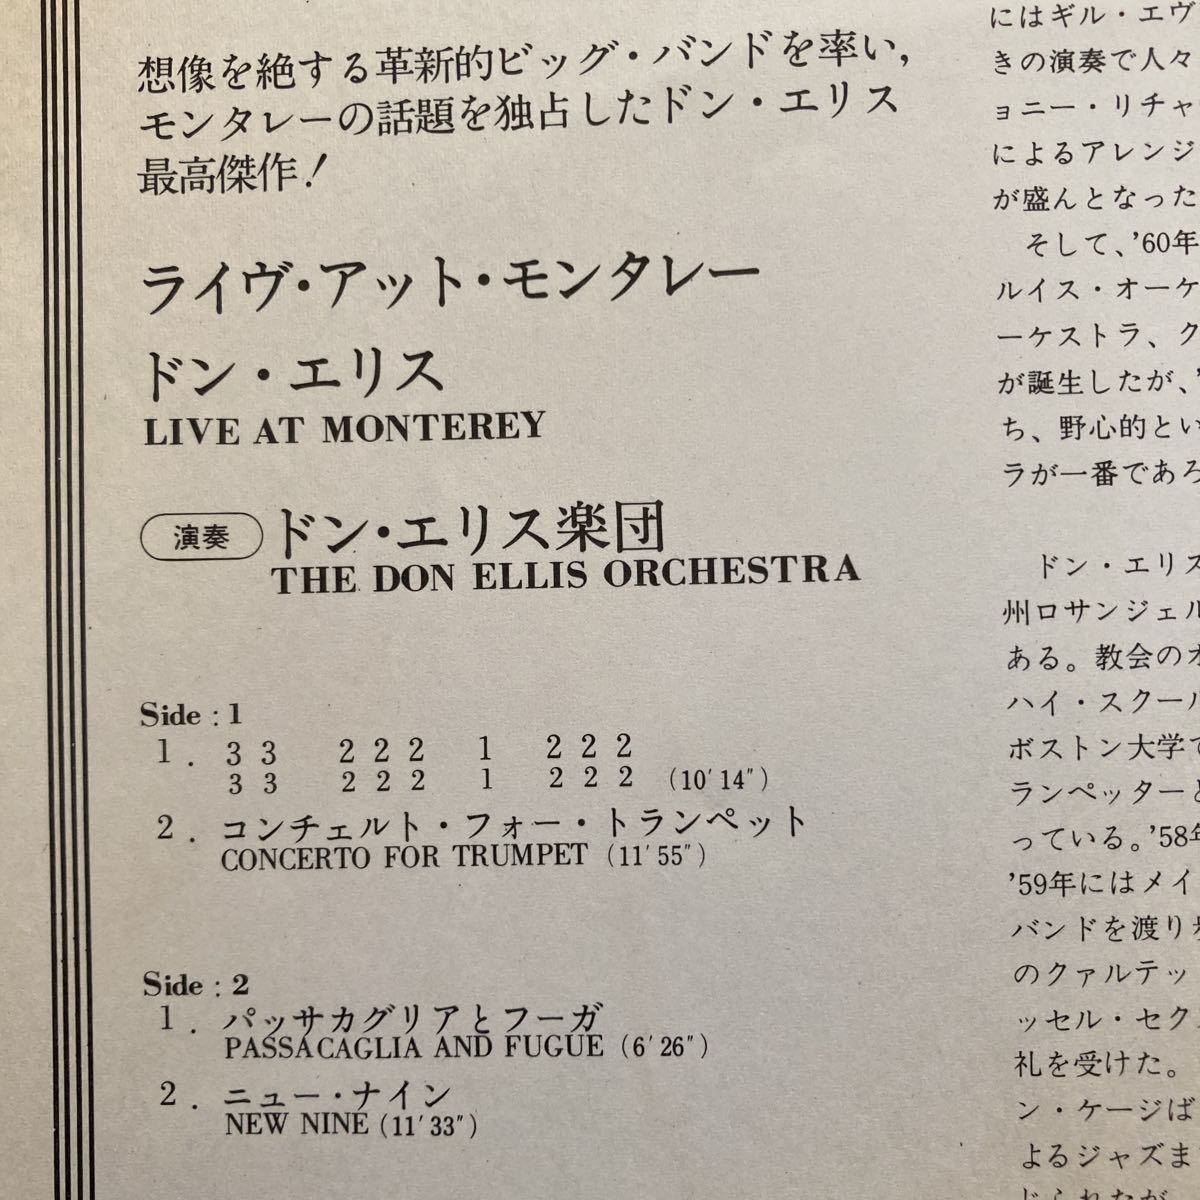 想像を絶する革新的ビッグ・バンドを率い,
モンタレーの話題を独占したドン・エリス
最高傑作!
ライヴ・アット・モンタレー
ドン・エリス
LIVE AT MONTEREY
演奏 ドン・エリス楽団
THE DON ELLIS ORCHESTRA
Side : 1
1. 3 3 2 2 2 1 2 2 2
3 3 2 2 2 1 2 2 2 (10′14″)
2. コンチェルト・フォー・トランペット
CONCERTO FOR TRUMPET (11′55″)
Side : 2
1. パッサカグリアとフーガ
PASSACAGLIA AND FUGUE (6′26″)
2. ニュー・ナイン
NEW NINE (11′33″)
にはギル・エヴ
きの演奏で人々
ョニー・リチャ
によるアレンジ
が盛んとなった
そして、'60年
ルイス・オーケ
ーケストラ、ク
が誕生したが、'
ち、野心的とい
ラが一番であろ
ドン・エリス
州ロサンジェル
ある。教会のオ
ハイ・スクール
ボストン大学で
ランペッターと
っている。'58年
'59年にはメイ
バンドを渡り
のクァルテッ
ッセル・セク
礼を受けた。
ン・ケージば
よるジャズま
じられたが